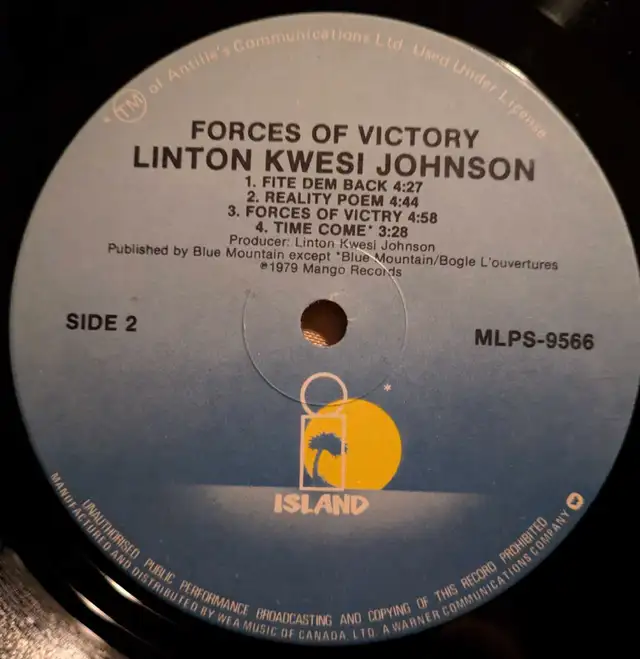 * TM of Antille's Communications Ltd. Used Under License.
FORCES OF VICTORY
LINTON KWESI JOHNSON
1. FITE DEM BACK 4:27
2. REALITY POEM 4:44
3. FORCES OF VICTRY 4:58
4. TIME COME* 3:28
Producer: Linton Kwesi Johnson
Published by Blue Mountain except *Blue Mountain/Bogle L'ouvertures
℗1979 Mango Records
SIDE 2
MLPS-9566
*
ISLAND
UNAUTHORISED PUBLIC PERFORMANCE BROADCASTING AND COPYING OF THIS RECORD PROHIBITED
MANUFACTURED AND DISTRIBUTED BY WEA MUSIC OF CANADA, LTD. A WARNER COMMUNICATIONS COMPANY